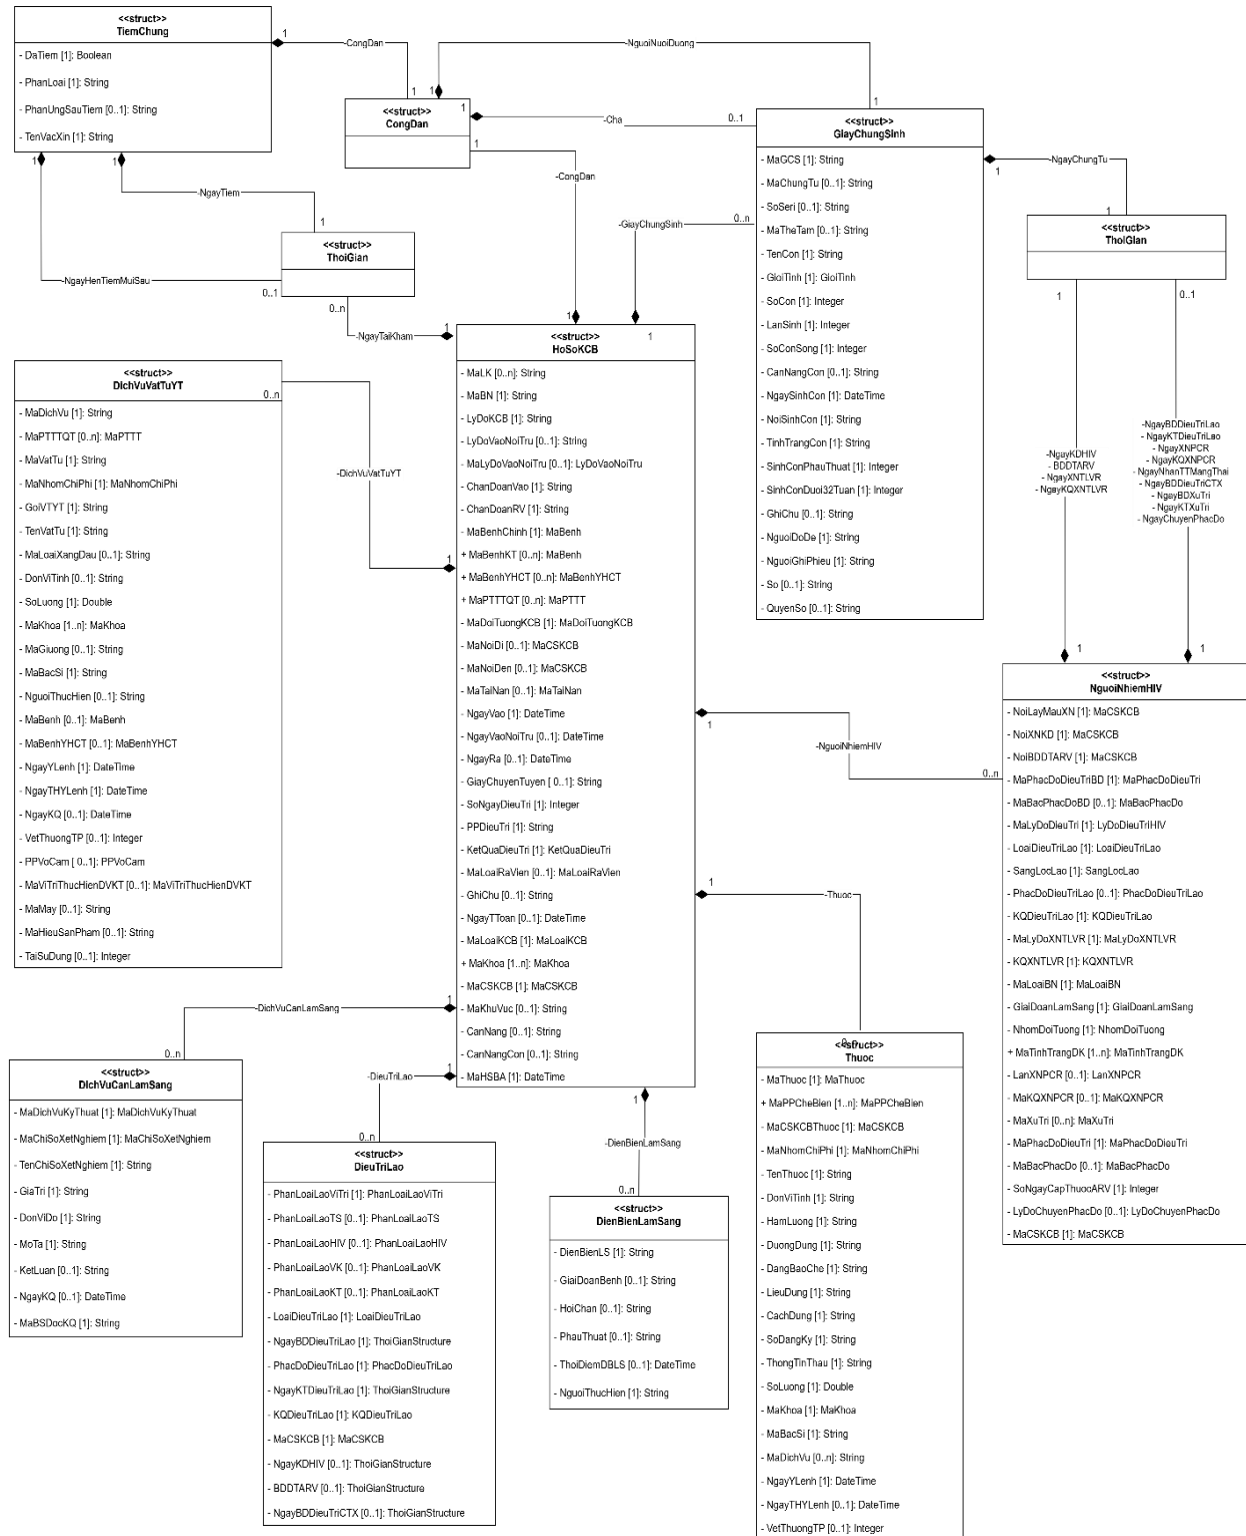 <<struct>>
TiemChung
- DaTiem [1]: Boolean
- PhanLoai [1]: String
- PhanUngSauTiem [0..1]: String
- TenVacXin [1]: String
1
-CongDan
1
-NguoiNuoiDuong
1
1
<<struct>>
CongDan
1
-Cha
0..1
1
-CongDan
1
1
1
-NgayTiem
1
-NgayHenTiemMuiSau
0..1
<<struct>>
ThoiGian
0..n
-NgayTaiKham
1
-GiayChungSinh
0..n
1
<<struct>>
GiayChungSinh
- MaGCS [1]: String
- MaChungTu [0..1]: String
- SoSeri [0..1]: String
- MaTheTam [0..1]: String
- TenCon [1]: String
- GioiTinh [1]: GioiTinh
- SoCon [1]: Integer
- LanSinh [1]: Integer
- SoConSong [1]: Integer
- CanNangCon [0..1]: String
- NgaySinhCon [1]: DateTime
- NoiSinhCon [1]: String
- TinhTrangCon [1]: String
- SinhConPhauThuat [1]: Integer
- SinhConDuoi32Tuan [1]: Integer
- GhiChu [0..1]: String
- NguoiDoDe [1]: String
- NguoiGhiPhieu [1]: String
- So [0..1]: String
- QuyenSo [0..1]: String
1
-NgayChungTu
1
<<struct>>
ThoiGian
1
0..1
-NgayKDHIV
- BDDTARV
- NgayXNTLVR
- NgayKQXNTLVR
-NgayBDDieuTriLao
- NgayKTDieuTriLao
- NgayXNPCR
- NgayKQXNPCR
-NgayNhanTTMangThai
- NgayBDDieuTriCTX
- NgayBDXuTri
- NgayKTXuTri
- NgayChuyenPhacDo
1
1
<<struct>>
DichVuVatTuYT
- MaDichVu [1]: String
- MaPTTTQT [0..n]: MaPTTT
- MaVatTu [1]: String
- MaNhomChiPhi [1]: MaNhomChiPhi
- GoiVTYT [1]: String
- TenVatTu [1]: String
- MaLoaiXangDau [0..1]: String
- DonViTinh [0..1]: String
- SoLuong [1]: Double
- MaKhoa [1..n]: MaKhoa
- MaGiuong [0..1]: String
- MaBacSi [1]: String
- NguoiThucHien [0..1]: String
- MaBenh [0..1]: MaBenh
- MaBenhYHCT [0..1]: MaBenhYHCT
- NgayYLenh [1]: DateTime
- NgayTHYLenh [1]: DateTime
- NgayKQ [0..1]: DateTime
- VetThuongTP [0..1]: Integer
- PPVoCam [ 0..1]: PPVoCam
- MaViTriThucHienDVKT [0..1]: MaViTriThucHienDVKT
- MaMay [0..1]: String
- MaHieuSanPham [0..1]: String
- TaiSuDung [0..1]: Integer
0..n
-DichVuVatTuYT
1
<<struct>>
HoSoKCB
- MaLK [0..n]: String
- MaBN [1]: String
- LyDoKCB [1]: String
- LyDoVaoNoiTru [0..1]: String
- MaLyDoVaoNoiTru [0..1]: LyDoVaoNoiTru
- ChanDoanVao [1]: String
- ChanDoanRV [1]: String
- MaBenhChinh [1]: MaBenh
+ MaBenhKT [0..n]: MaBenh
+ MaBenhYHCT [0..n]: MaBenhYHCT
+ MaPTTTQT [0..n]: MaPTTT
- MaDoiTuongKCB [1]: MaDoiTuongKCB
- MaNoiDi [0..1]: MaCSKCB
- MaNoiDen [0..1]: MaCSKCB
- MaTaiNan [0..1]: MaTaiNan
- NgayVao [1]: DateTime
- NgayVaoNoiTru [0..1]: DateTime
- NgayRa [0..1]: DateTime
- GiayChuyenTuyen [ 0..1]: String
- SoNgayDieuTri [1]: Integer
- PPDieuTri [1]: String
- KetQuaDieuTri [1]: KetQuaDieuTri
- MaLoaiRaVien [0..1]: MaLoaiRaVien
- GhiChu [0..1]: String
- NgayTToan [0..1]: DateTime
- MaLoaiKCB [1]: MaLoaiKCB
+ MaKhoa [1..n]: MaKhoa
- MaCSKCB [1]: MaCSKCB
- MaKhuVuc [0..1]: String
- CanNang [0..1]: String
- CanNangCon [0..1]: String
- MaHSBA [1]: DateTime
1
-NguoiNhiemHIV
0..n
<<struct>>
NguoiNhiemHIV
- NoiLayMauXN [1]: MaCSKCB
- NoiXNKD [1]: MaCSKCB
- NoiBDDTARV [1]: MaCSKCB
- MaPhacDoDieuTriBD [1]: MaPhacDoDieuTri
- MaBacPhacDoBD [0..1]: MaBacPhacDo
- MaLyDoDieuTri [1]: LyDoDieuTriHIV
- LoaiDieuTriLao [1]: LoaiDieuTriLao
- SangLocLao [1]: SangLocLao
- PhacDoDieuTriLao [0..1]: PhacDoDieuTriLao
- KQDieuTriLao [0..1]: KQDieuTriLao
- MaLyDoXNTLVR [1]: MaLyDoXNTLVR
- KQXNTLVR [1]: KQXNTLVR
- MaLoaiBN [1]: MaLoaiBN
- GiaiDoanLamSang [1]: GiaiDoanLamSang
- NhomDoiTuong [1]: NhomDoiTuong
+ MaTinhTrangDK [1..n]: MaTinhTrangDK
- LanXNPCR [0..1]: LanXNPCR
- MaKQXNPCR [0..1]: MaKQXNPCR
- MaXuTri [0..n]: MaXuTri
- MaPhacDoDieuTri [1]: MaPhacDoDieuTri
- MaBacPhacDo [0..1]: MaBacPhacDo
- SoNgayCapThuocARV [1]: Integer
- LyDoChuyenPhacDo [0..1]: LyDoChuyenPhacDo
- MaCSKCB [1]: MaCSKCB
1
-Thuoc
-DichVuCanLamSang
1
0..n
<<struct>>
DichVuCanLamSang
- MaDichVuKyThuat [1]: MaDichVuKyThuat
- MaChiSoXetNghiem [1]: MaChiSoXetNghiem
- TenChiSoXetNghiem [1]: String
- GiaTri [1]: String
- DonViDo [1]: String
- MoTa [1]: String
- KetLuan [0..1]: String
- NgayKQ [0..1]: DateTime
- MaBSDocKQ [1]: String
-DieuTriLao
1
0..n
<<struct>>
DieuTriLao
- PhanLoaiLaoViTri [1]: PhanLoaiLaoViTri
- PhanLoaiLaoTS [0..1]: PhanLoaiLaoTS
- PhanLoaiLaoHIV [0..1]: PhanLoaiLaoHIV
- PhanLoaiLaoVK [0..1]: PhanLoaiLaoVK
- PhanLoaiLaoKT [0..1]: PhanLoaiLaoKT
- LoaiDieuTriLao [1]: LoaiDieuTriLao
- NgayBDDieuTriLao [1]: ThoiGianStructure
- PhacDoDieuTriLao [1]: PhacDoDieuTriLao
- NgayKTDieuTriLao [1]: ThoiGianStructure
- KQDieuTriLao [1]: KQDieuTriLao
- MaCSKCB [1]: MaCSKCB
- NgayKDHIV [0..1]: ThoiGianStructure
- BDDTARV [0..1]: ThoiGianStructure
- NgayBDDieuTriCTX [0..1]: ThoiGianStructure
1
-DienBienLamSang
0..n
<<struct>>
DienBienLamSang
- DienBienLS [1]: String
- GiaiDoanBenh [0..1]: String
- HoiChan [0..1]: String
- PhauThuat [0..1]: String
- ThoiDiemDBLS [0..1]: DateTime
- NguoiThucHien [1]: String
<<struct>>
Thuoc
- MaThuoc [1]: MaThuoc
+ MaPPCheBien [1..n]: MaPPCheBien
- MaCSKCBThuoc [1]: MaCSKCB
- MaNhomChiPhi [1]: MaNhomChiPhi
- TenThuoc [1]: String
- DonViTinh [1]: String
- HamLuong [1]: String
- DuongDung [1]: String
- DangBaoChe [1]: String
- LieuDung [1]: String
- CachDung [1]: String
- SoDangKy [1]: String
- ThongTinThau [1]: String
- SoLuong [1]: Double
- MaKhoa [1]: MaKhoa
- MaBacSi [1]: String
- MaDichVu [0..n]: String
- NgayYLenh [1]: DateTime
- NgayTHYLenh [0..1]: DateTime
- VetThuongTP [0..1]: Integer